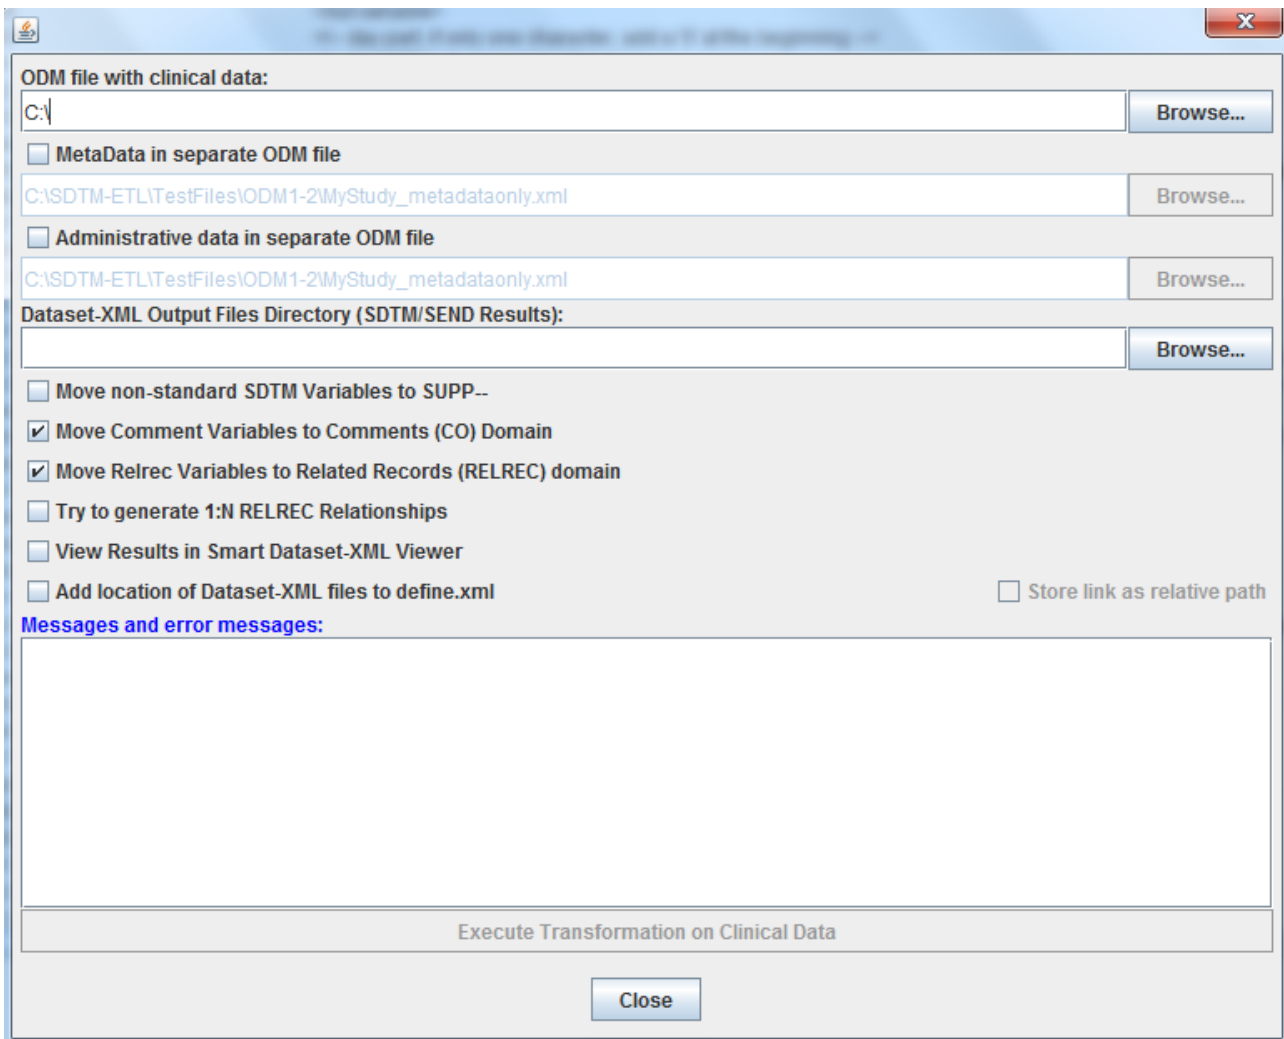 ODM file with clinical data:
C:\
Browse...
MetaData in separate ODM file
C:\SDTM-ETL\TestFiles\ODM1-2\MyStudy_metadataonly.xml
Browse...
Administrative data in separate ODM file
C:\SDTM-ETL\TestFiles\ODM1-2\MyStudy_metadataonly.xml
Browse...
Dataset-XML Output Files Directory (SDTM/SEND Results):
Browse...
Move non-standard SDTM Variables to SUPP--
Move Comment Variables to Comments (CO) Domain
Move Relrec Variables to Related Records (RELREC) domain
Try to generate 1:N RELREC Relationships
View Results in Smart Dataset-XML Viewer
Add location of Dataset-XML files to define.xml
Store link as relative path
Messages and error messages:
Execute Transformation on Clinical Data
Close